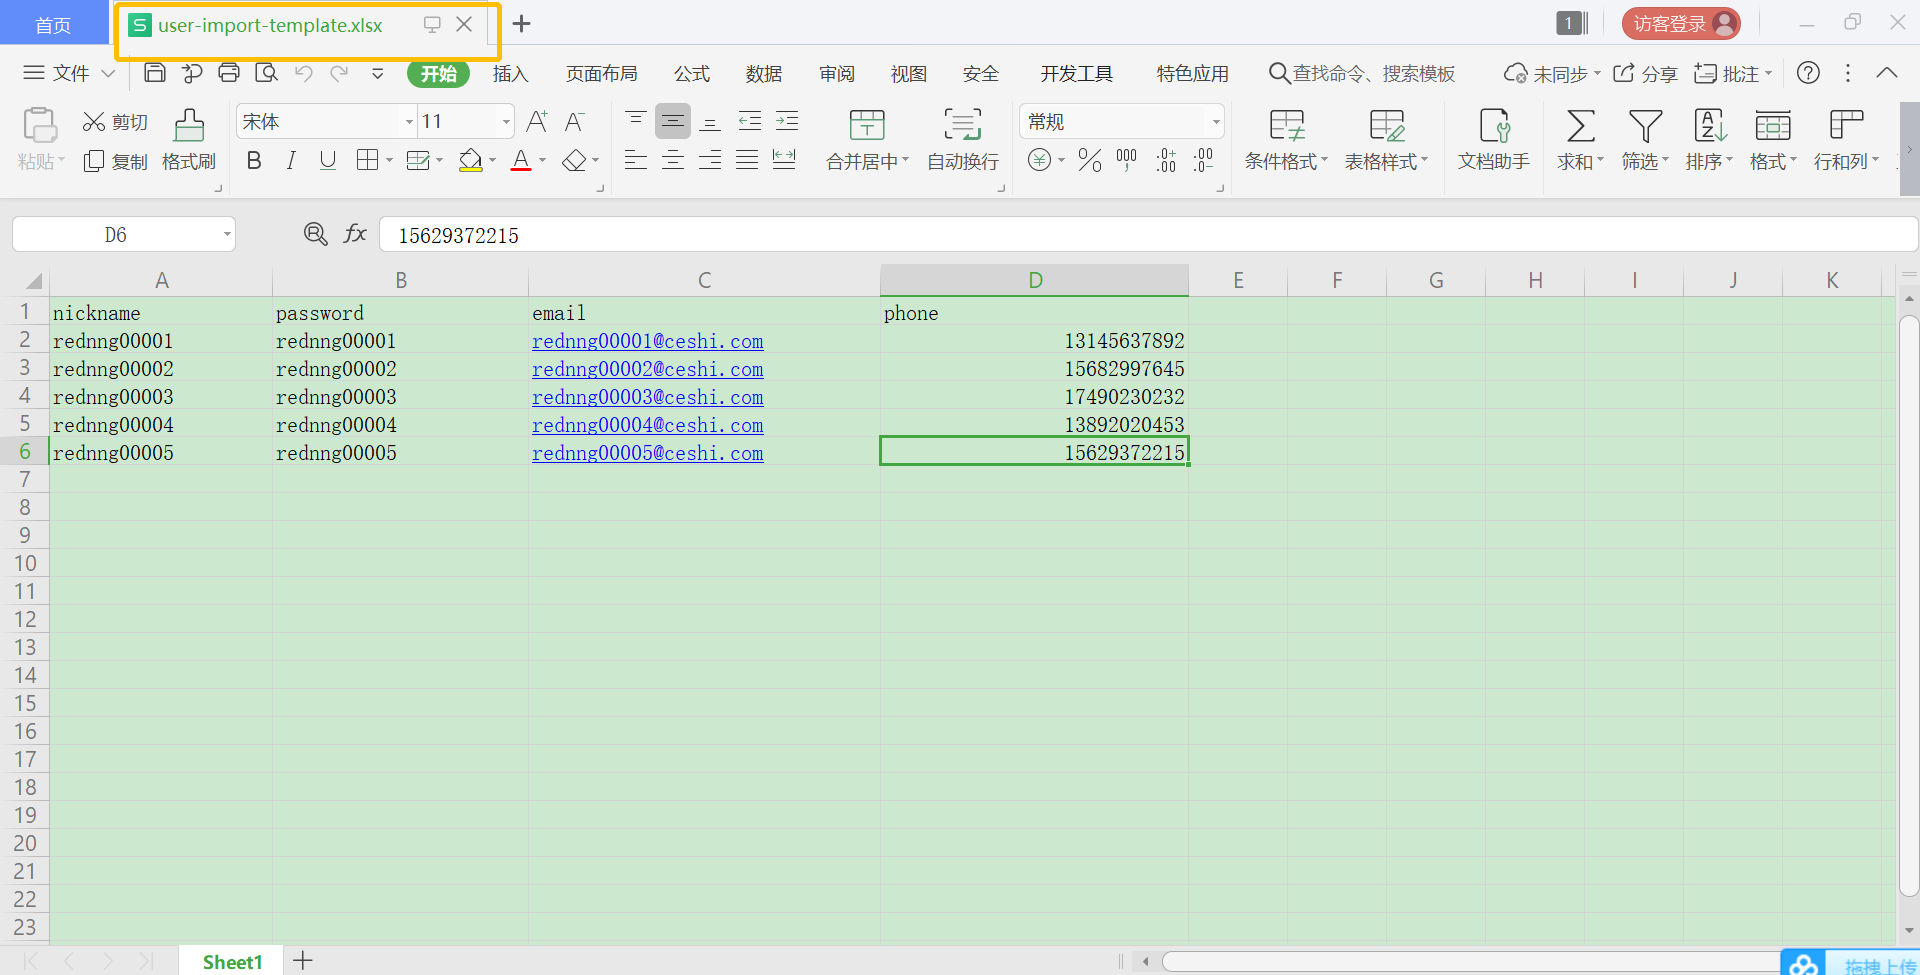 首页 user-import-template.xlsx 1 访客登录
文件 开始 插入 页面布局 公式 数据 审阅 视图 安全 开发工具 特色应用 查找命令、搜索模板 未同步 分享 批注
粘贴 剪切 复制 格式刷 宋体 11 合并居中 自动换行 常规 条件格式 表格样式 文档助手 求和 筛选 排序 格式 行和列
D6 fx 15629372215
A B C D E F G H I J K
1 nickname password email phone
2 rednng00001 rednng00001 rednng00001@ceshi.com 13145637892
3 rednng00002 rednng00002 rednng00002@ceshi.com 15682997645
4 rednng00003 rednng00003 rednng00003@ceshi.com 17490230232
5 rednng00004 rednng00004 rednng00004@ceshi.com 13892020453
6 rednng00005 rednng00005 rednng00005@ceshi.com 15629372215
7
8
9
10
11
12
13
14
15
16
17
18
19
20
21
22
23
Sheet1 拖拽上传